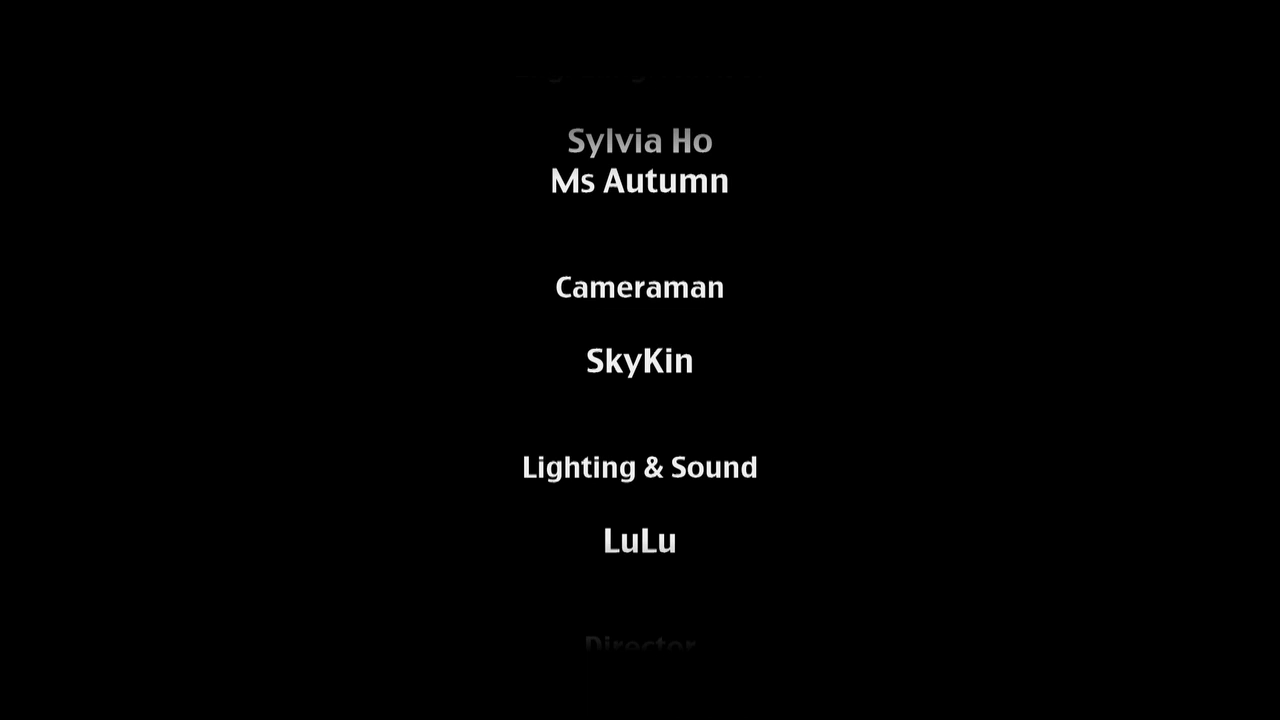 Sylvia Ho
Ms Autumn
Cameraman
SkyKin
Lighting & Sound
LuLu
Director